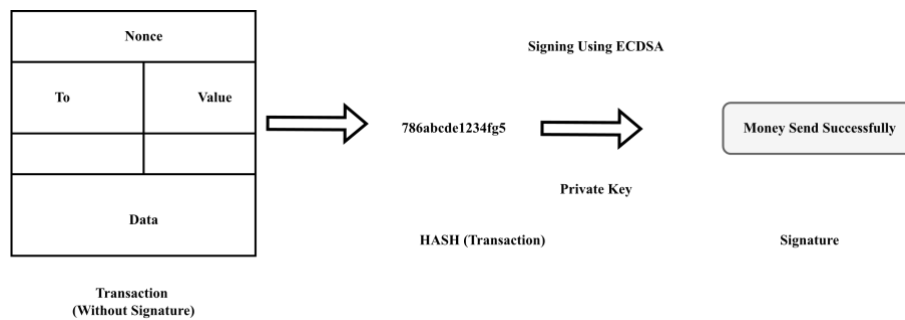 Nonce
Signing Using ECDSA
To
Value
786abcde1234fg5
Money Send Successfully
Private Key
Data
HASH (Transaction)
Signature
Transaction
(Without Signature)